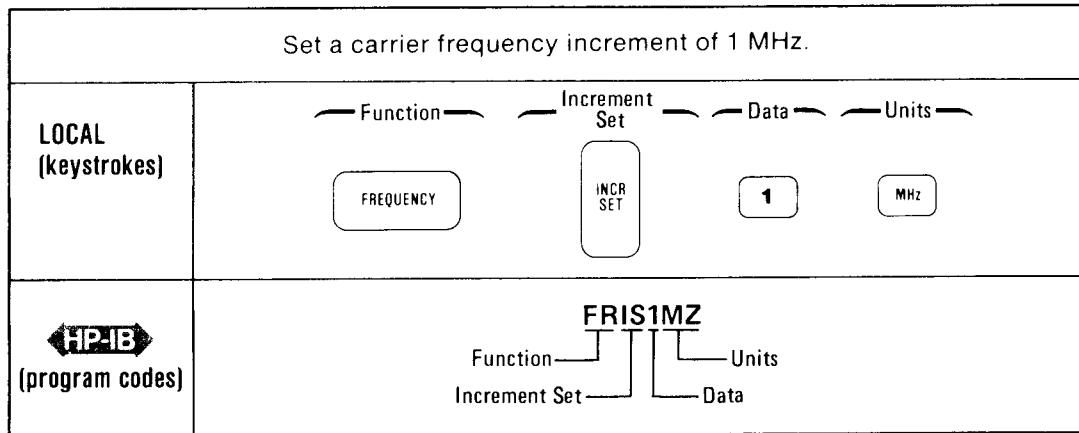 Set a carrier frequency increment of 1 MHz.
LOCAL
(keystrokes)
Function
Increment
Set
Data
Units
FREQUENCY
INCR
SET
1
MHz
HP-IB
(program codes)
FRIS1MZ
Function
Units
Increment Set
Data